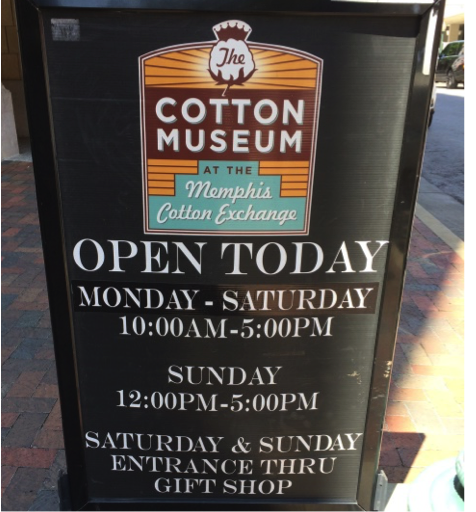 The
COTTON
MUSEUM
AT THE
Memphis
Cotton Exchange
OPEN TODAY
MONDAY - SATURDAY
10:00AM-5:00PM
SUNDAY
12:00PM-5:00PM
SATURDAY & SUNDAY
ENTRANCE THRU
GIFT SHOP